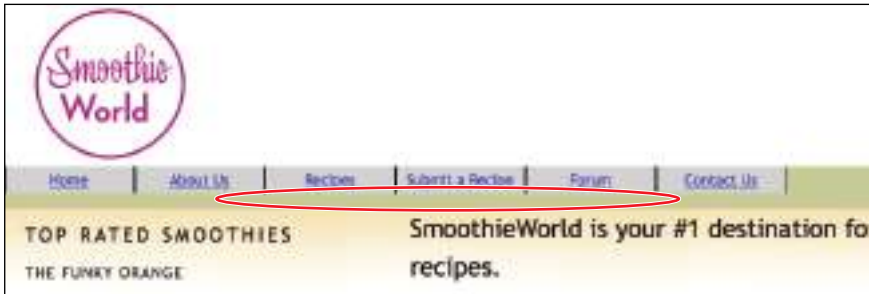 Smoothie
World
Home About Us Recipes Submit a Recipe Forum Contact Us
TOP RATED SMOOTHIES
THE FUNKY ORANGE
SmoothieWorld is your #1 destination fo
recipes.